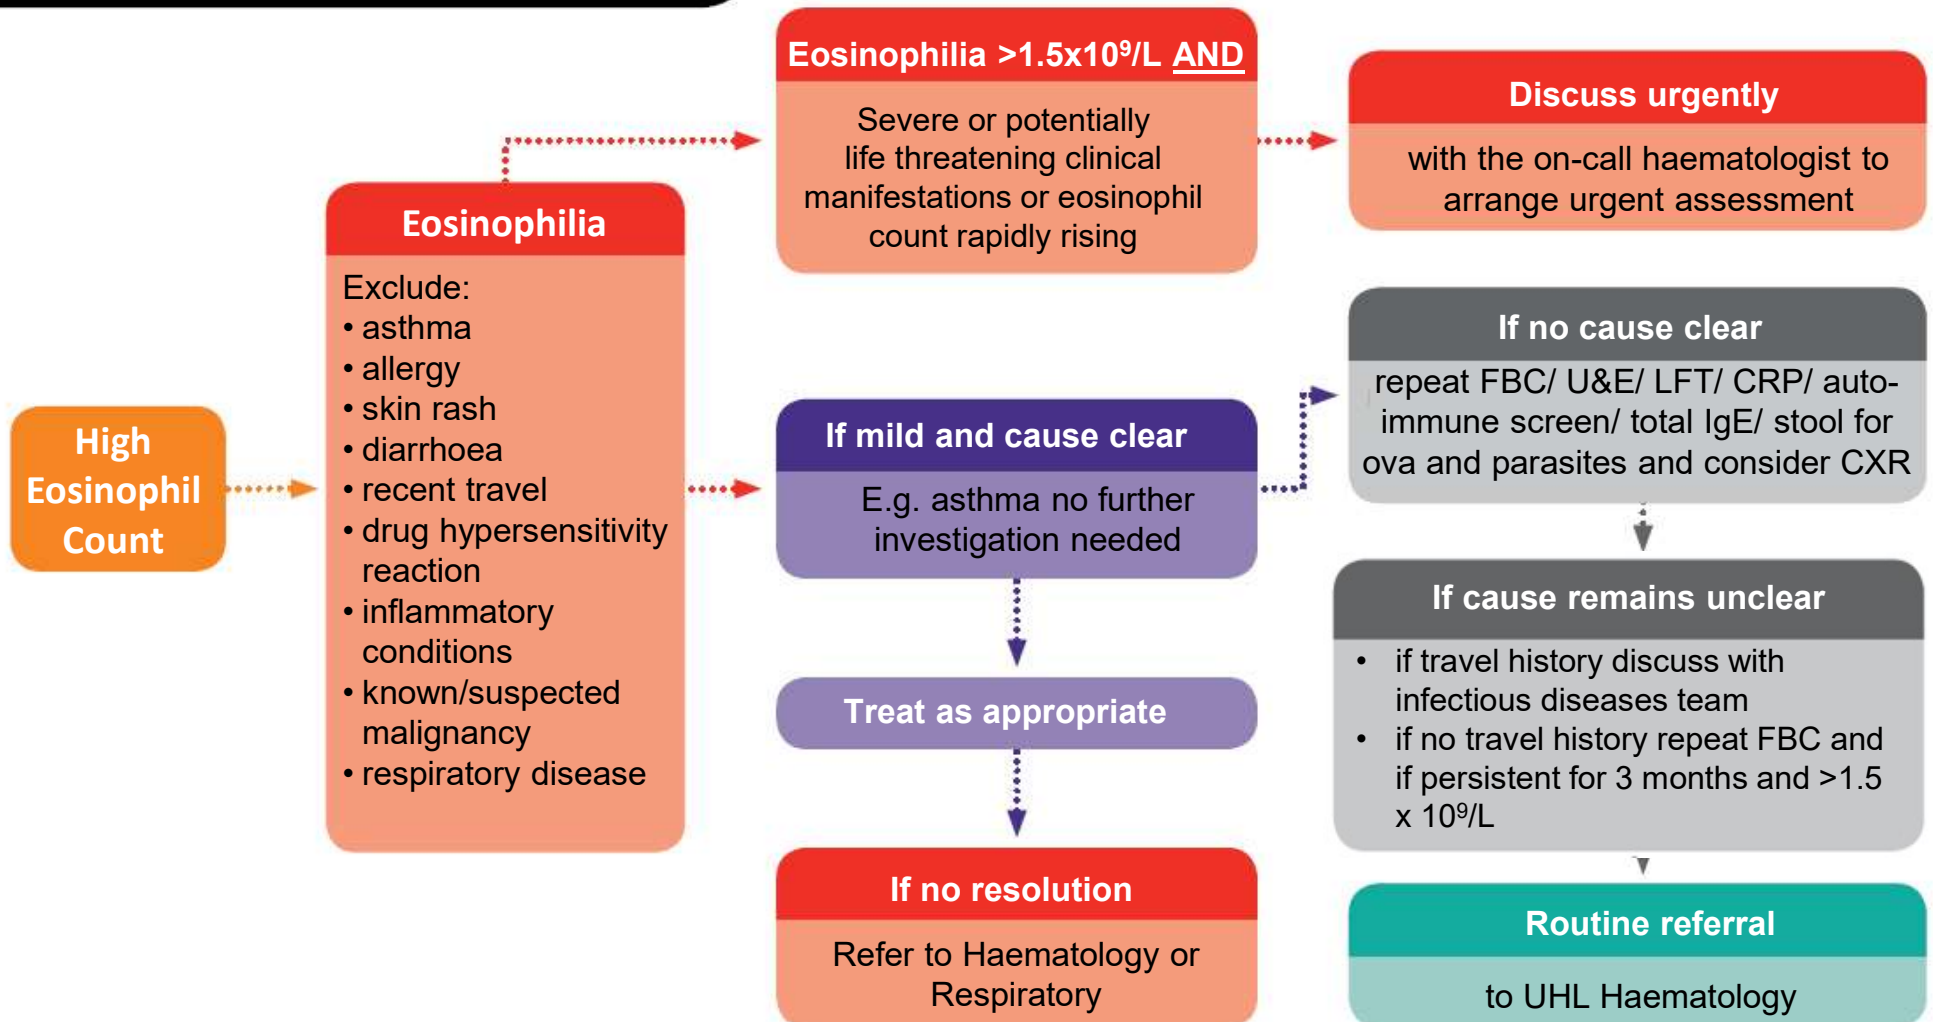 High
Eosinophil
Count
Eosinophilia
Exclude:
• asthma
• allergy
• skin rash
• diarrhoea
• recent travel
• drug hypersensitivity
reaction
• inflammatory
conditions
• known/suspected
malignancy
• respiratory disease
Eosinophilia >1.5x10⁹/L AND
Severe or potentially
life threatening clinical
manifestations or eosinophil
count rapidly rising
Discuss urgently
with the on-call haematologist to
arrange urgent assessment
If mild and cause clear
E.g. asthma no further
investigation needed
Treat as appropriate
If no resolution
Refer to Haematology or
Respiratory
If no cause clear
repeat FBC/ U&E/ LFT/ CRP/ auto-
immune screen/ total IgE/ stool for
ova and parasites and consider CXR
If cause remains unclear
• if travel history discuss with
infectious diseases team
• if no travel history repeat FBC and
if persistent for 3 months and >1.5
x 10⁹/L
Routine referral
to UHL Haematology